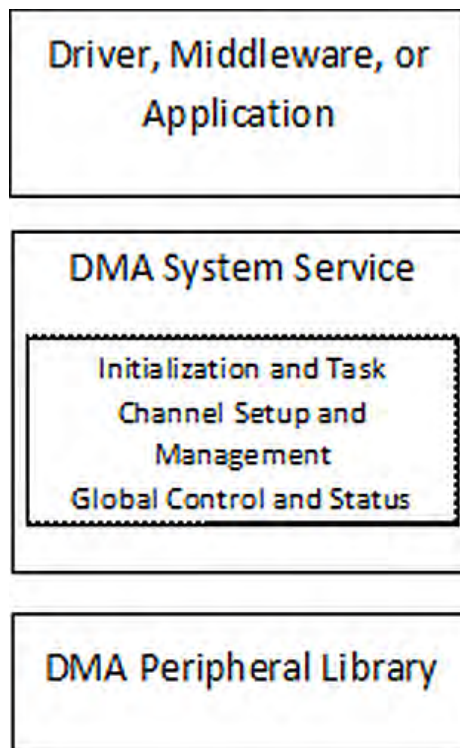 Driver, Middleware, or
Application
DMA System Service
Initialization and Task
Channel Setup and
Management
Global Control and Status
DMA Peripheral Library